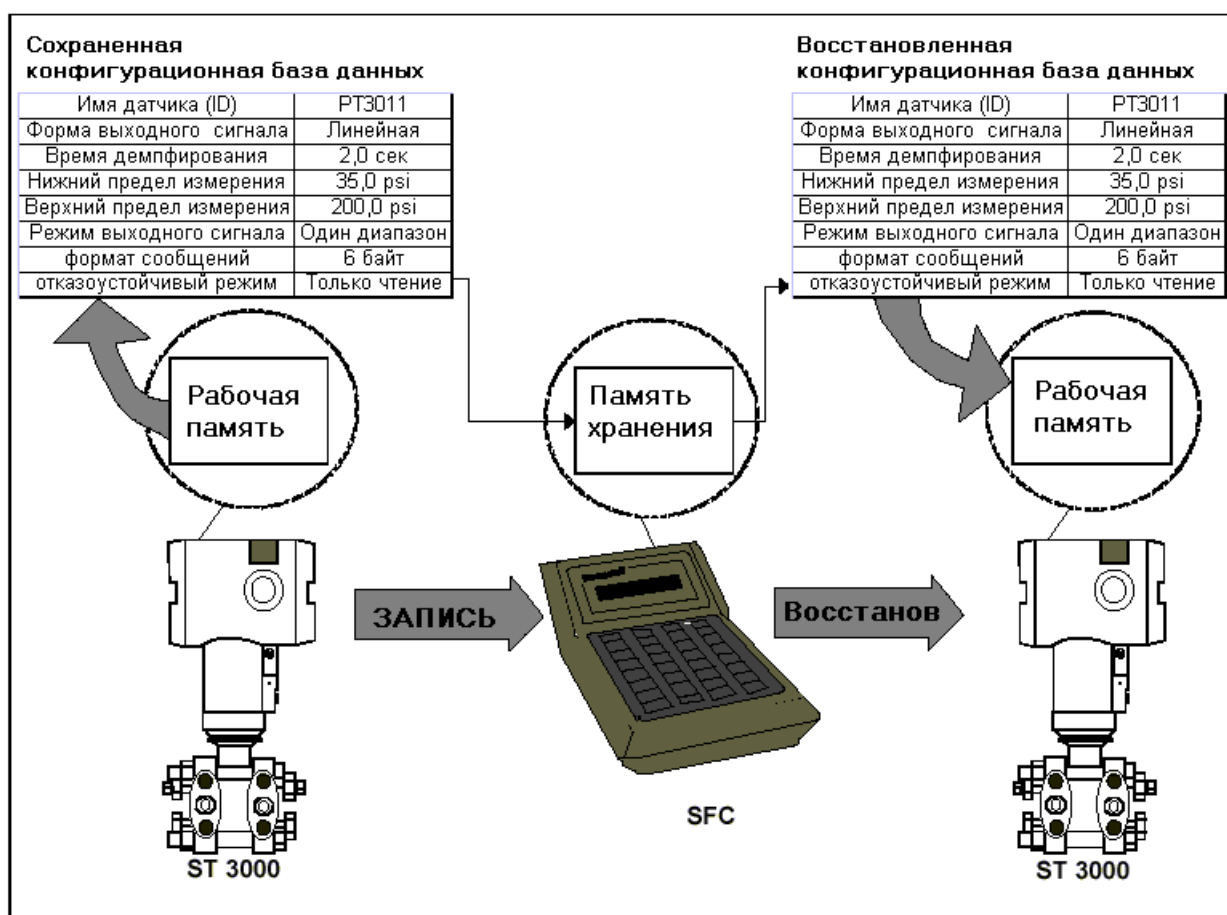 Сохраненная
конфигурационная база данных
Имя датчика (ID) PT3011
Форма выходного сигнала Линейная
Время демпфирования 2,0 сек
Нижний предел измерения 35,0 psi
Верхний предел измерения 200,0 psi
Режим выходного сигнала Один диапазон
формат сообщений 6 байт
отказоустойчивый режим Только чтение
Восстановленная
конфигурационная база данных
Имя датчика (ID) PT3011
Форма выходного сигнала Линейная
Время демпфирования 2,0 сек
Нижний предел измерения 35,0 psi
Верхний предел измерения 200,0 psi
Режим выходного сигнала Один диапазон
формат сообщений 6 байт
отказоустойчивый режим Только чтение
Рабочая
память
Память
хранения
Рабочая
память
ЗАПИСЬ
Восстанов
ST 3000
SFC
ST 3000